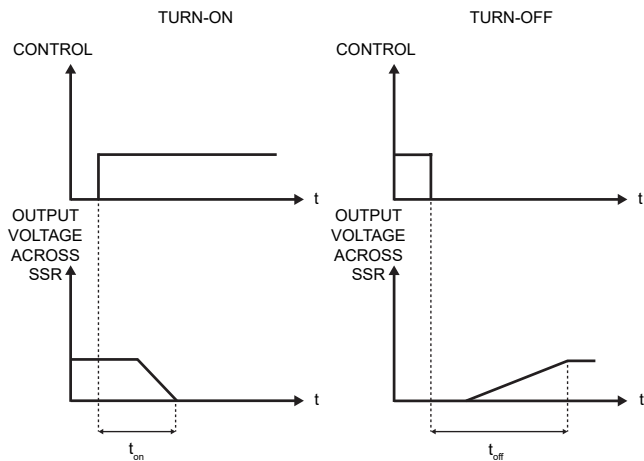 TURN-ON
CONTROL
t
OUTPUT
VOLTAGE
ACROSS
SSR
t
ton
TURN-OFF
CONTROL
t
OUTPUT
VOLTAGE
ACROSS
SSR
t
toff